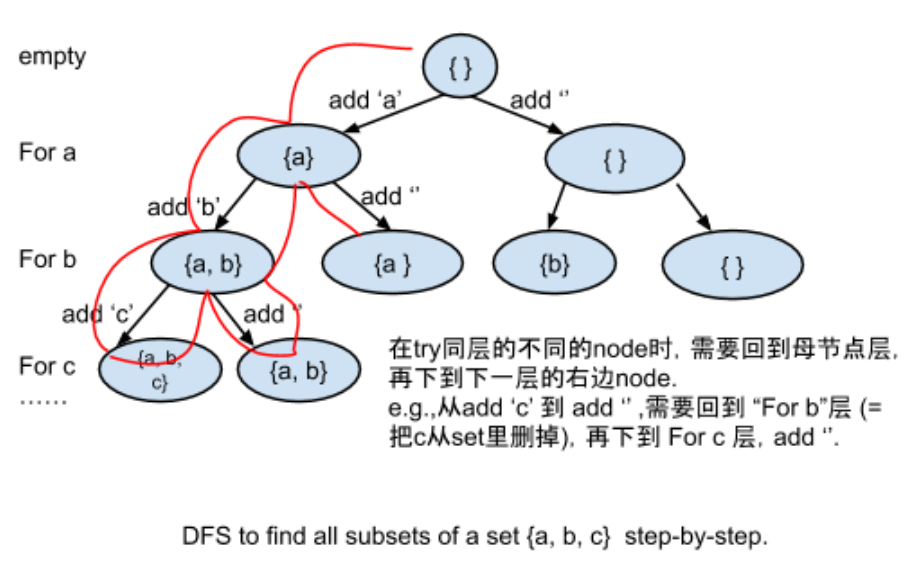 empty
{ }
add ‘a’
add ‘’
For a
{a}
{ }
add ‘b’
add ‘’
For b
{a, b}
{a }
{b}
{ }
add ‘c’
add ‘’
For c
{a, b,
c}
{a, b}
……
在try同层的不同的node时, 需要回到母节点层,
再下到下一层的右边node.
e.g.,从add ‘c’ 到 add ‘’ ,需要回到 “For b”层 (=
把c从set里删掉), 再下到 For c 层, add ‘’.
DFS to find all subsets of a set {a, b, c} step-by-step.